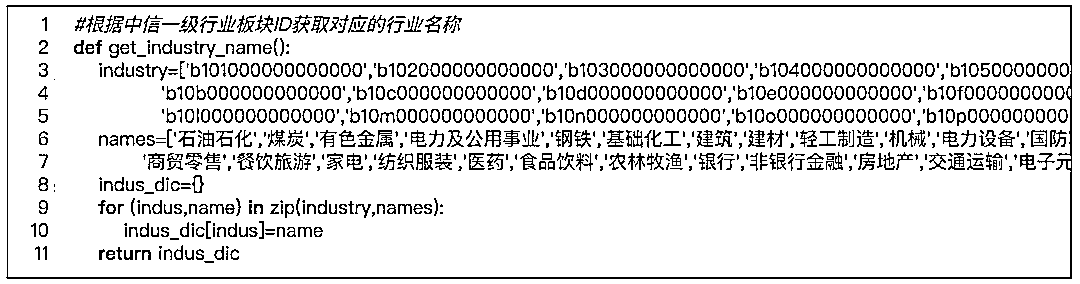 1 #根据中信一级行业板块ID获取对应的行业名称
2 def get_industry_name():
3 industry=['b101000000000000','b102000000000000','b103000000000000','b104000000000000','b1050000000
4 'b10b000000000000','b10c000000000000','b10d000000000000','b10e000000000000','b10f0000000000
5 'b10l000000000000','b10m000000000000','b10n000000000000','b10o000000000000','b10p000000000
6 names=['石油石化','煤炭','有色金属','电力及公用事业','钢铁','基础化工','建筑','建材','轻工制造','机械','电力设备','国防
7 '商贸零售','餐饮旅游','家电','纺织服装','医药','食品饮料','农林牧渔','银行','非银行金融','房地产','交通运输','电子元
8 indus_dic={}
9 for (indus,name) in zip(industry,names):
10 indus_dic[indus]=name
11 return indus_dic